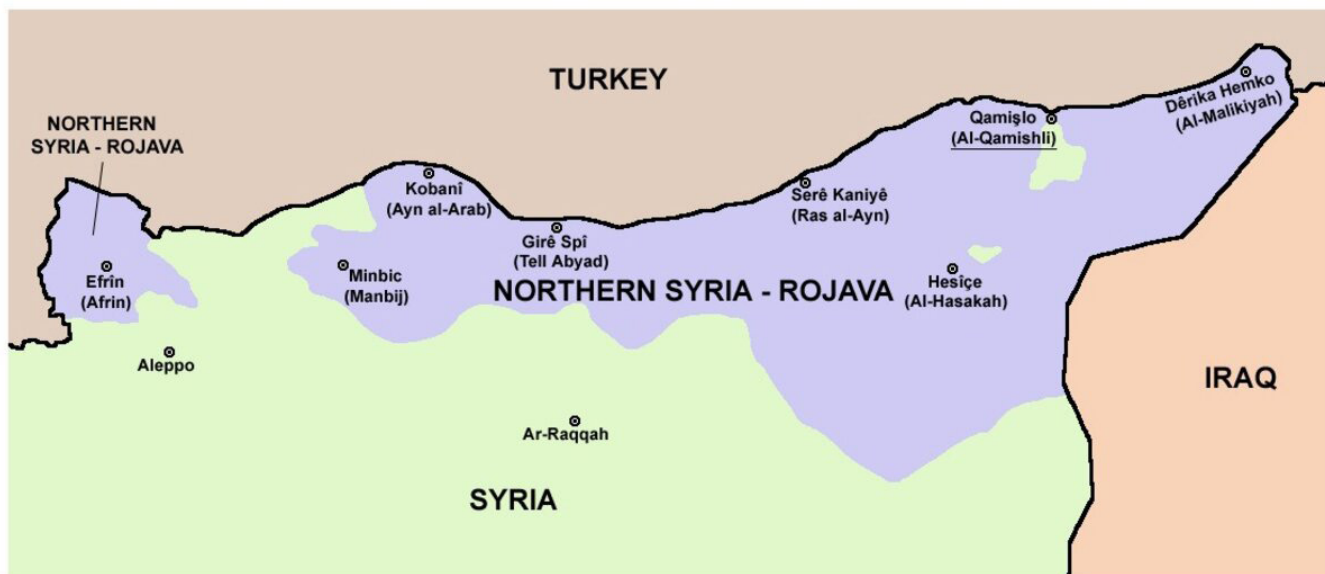 TURKEY
NORTHERN
SYRIA - ROJAVA
Dêrika Hemko
(Al-Malikiyah)
Qamişlo
(Al-Qamishli)
Kobanî
(Ayn al-Arab)
Serê Kaniyê
(Ras al-Ayn)
Girê Spî
(Tell Abyad)
Efrîn
(Afrin)
Minbic
(Manbij)
NORTHERN SYRIA - ROJAVA
Hesîçe
(Al-Hasakah)
Aleppo
IRAQ
Ar-Raqqah
SYRIA